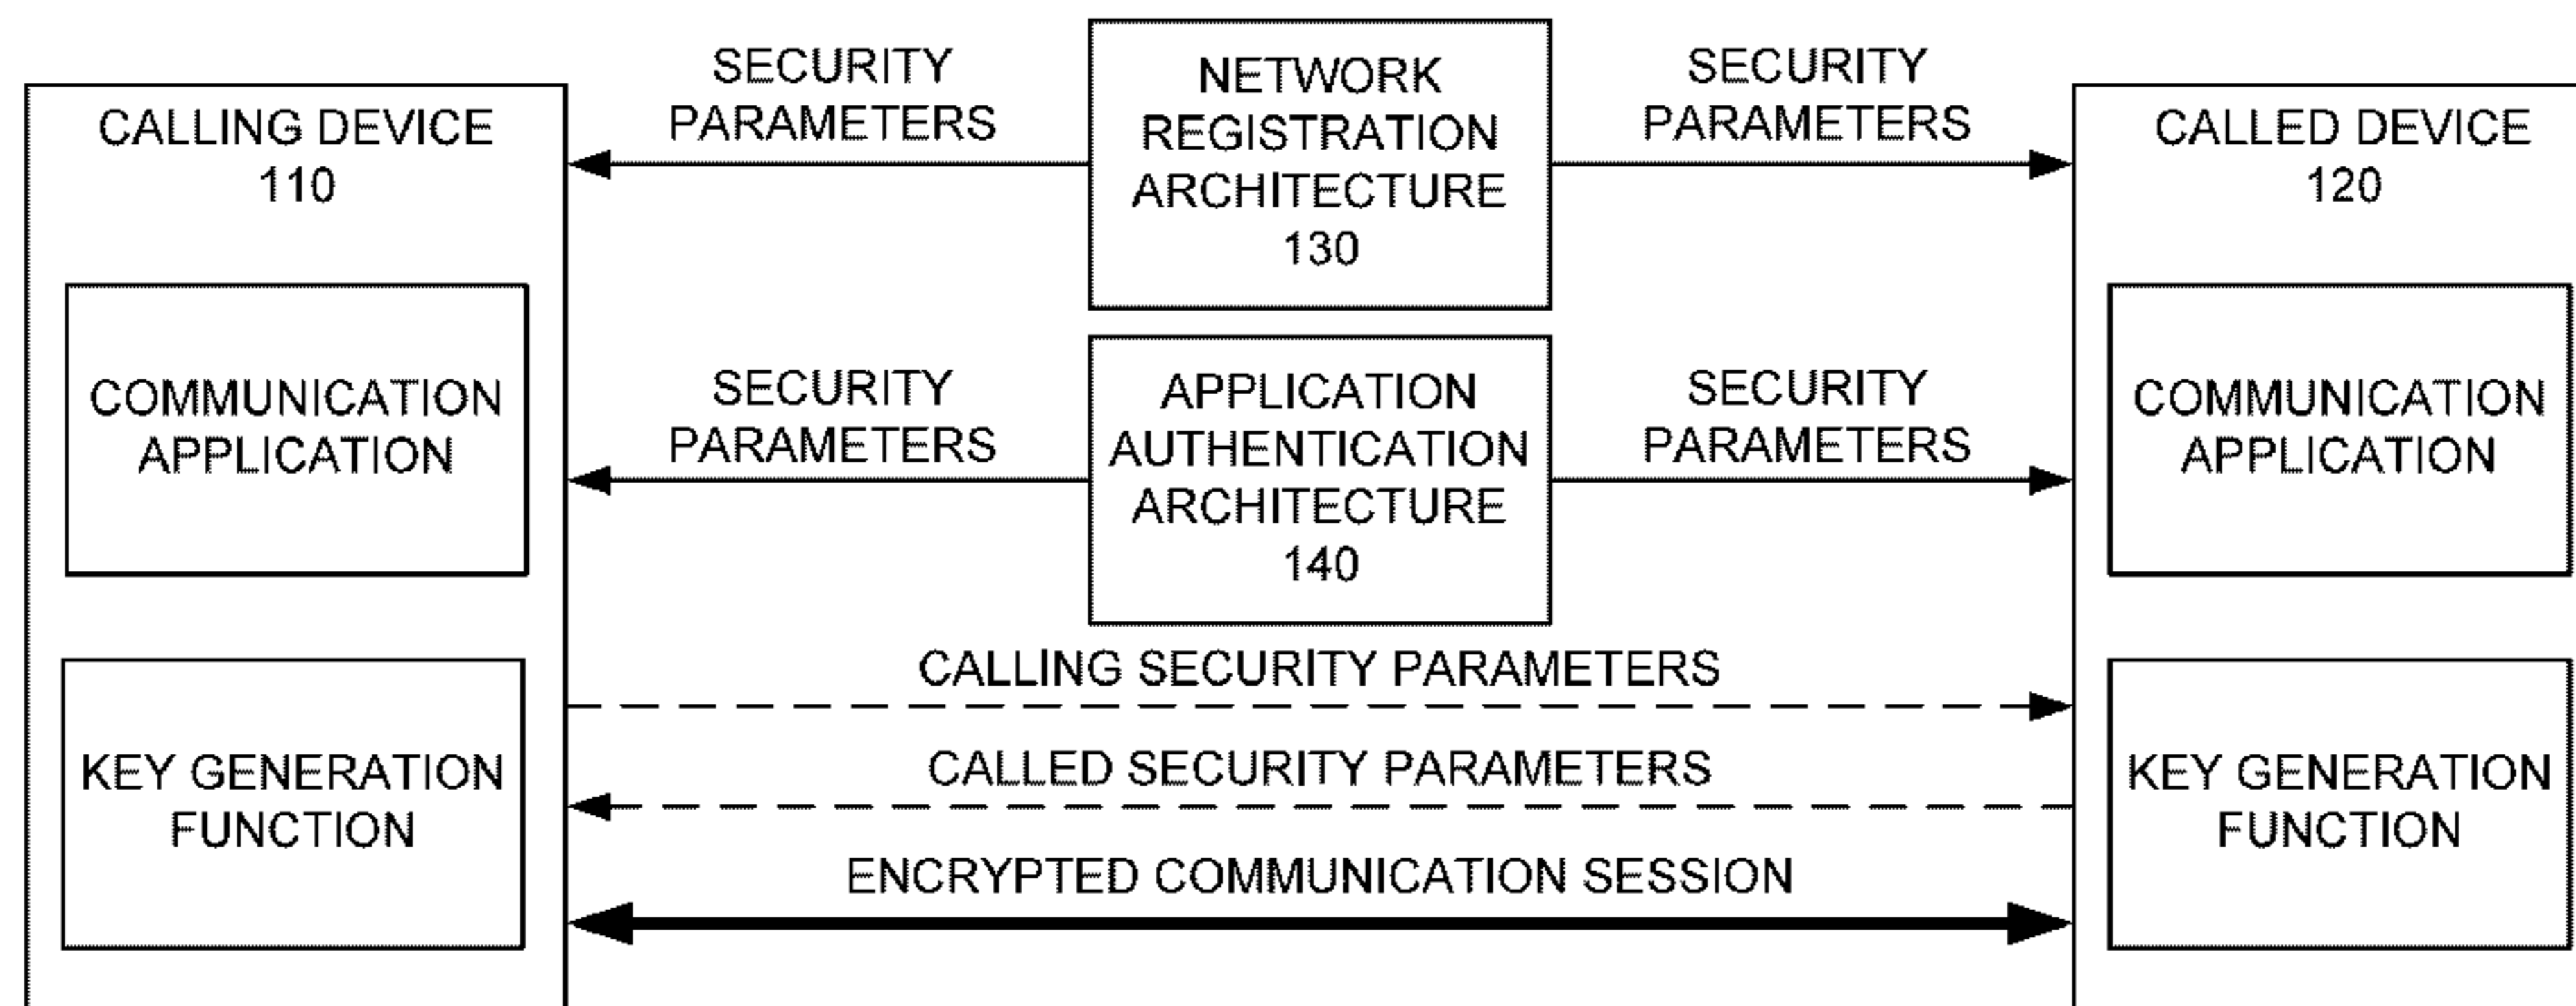 CALLING DEVICE
110
COMMUNICATION
APPLICATION
KEY GENERATION
FUNCTION
SECURITY
PARAMETERS
NETWORK
REGISTRATION
ARCHITECTURE
130
SECURITY
PARAMETERS
SECURITY
PARAMETERS
APPLICATION
AUTHENTICATION
ARCHITECTURE
140
SECURITY
PARAMETERS
CALLING SECURITY PARAMETERS
CALLED SECURITY PARAMETERS
ENCRYPTED COMMUNICATION SESSION
CALLED DEVICE
120
COMMUNICATION
APPLICATION
KEY GENERATION
FUNCTION